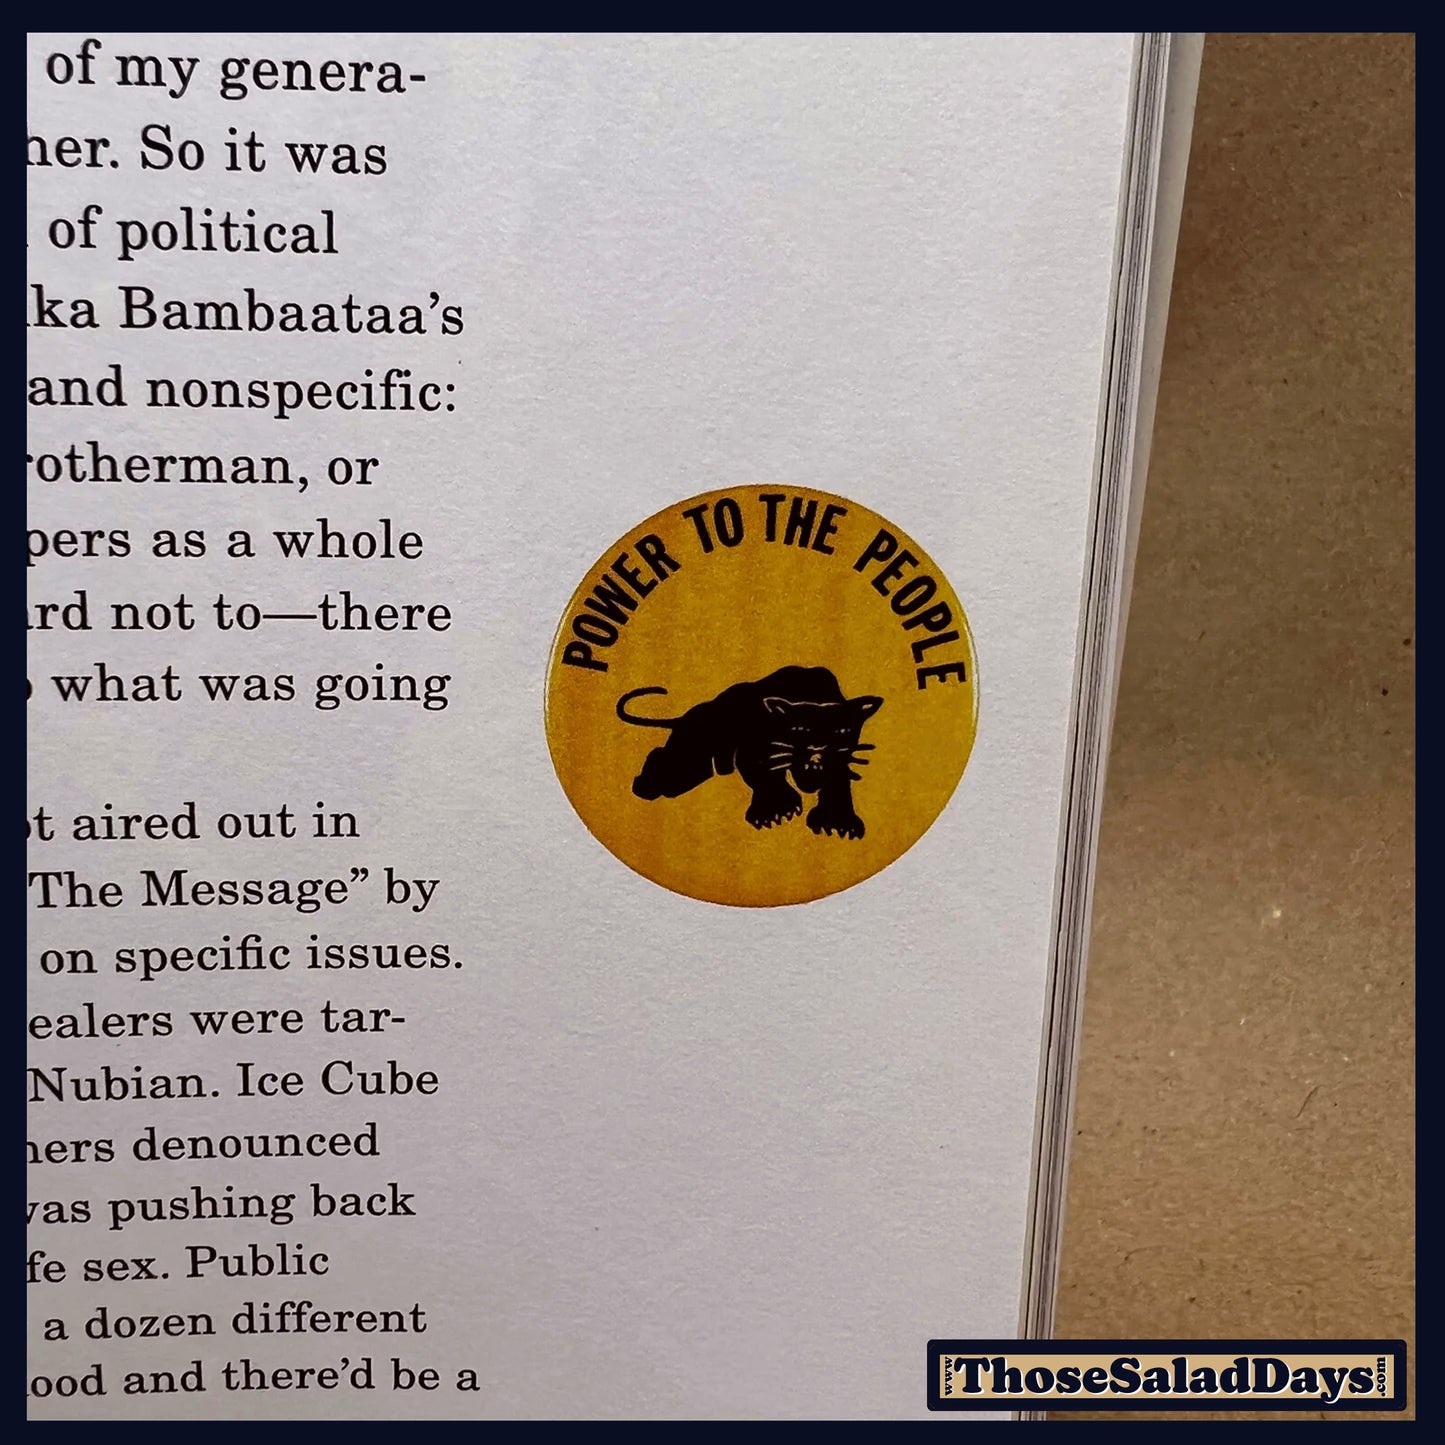 of my genera-
her. So it was
of political
ka Bambaataa’s
and nonspecific:
rotherman, or
pers as a whole
rd not to—there
what was going
t aired out in
The Message” by
on specific issues.
ealers were tar-
Nubian. Ice Cube
ners denounced
vas pushing back
fe sex. Public
a dozen different
ood and there’d be a
POWER TO THE PEOPLE
www.ThoseSaladDays.com